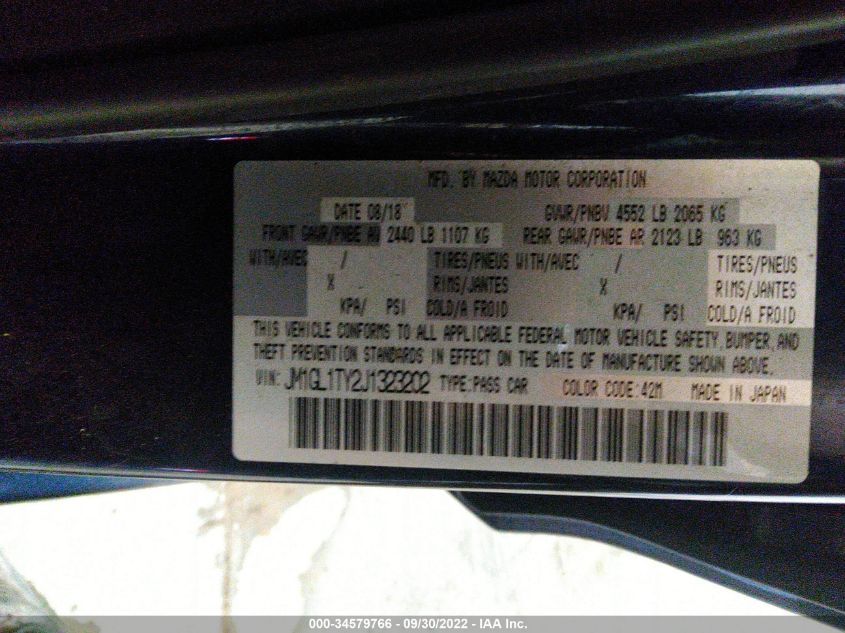 MFD. BY MAZDA MOTOR CORPORATION
DATE 08/18 GVWR/PNBV 4552 LB 2065 KG
FRONT GAWR/PNBE AV 2440 LB 1107 KG REAR GAWR/PNBE AR 2123 LB 963 KG
WITH/AVEC / TIRES/PNEUS WITH/AVEC / TIRES/PNEUS
X RIMS/JANTES X RIMS/JANTES
KPA/ PSI COLD/A FROID KPA/ PSI COLD/A FROID
THIS VEHICLE CONFORMS TO ALL APPLICABLE FEDERAL MOTOR VEHICLE SAFETY, BUMPER, AND
THEFT PREVENTION STANDARDS IN EFFECT ON THE DATE OF MANUFACTURE SHOWN ABOVE.
VIN: JM1GL1TY2J1323202 TYPE:PASS CAR COLOR CODE:42M MADE IN JAPAN
000-34579766 - 09/30/2022 - IAA Inc.